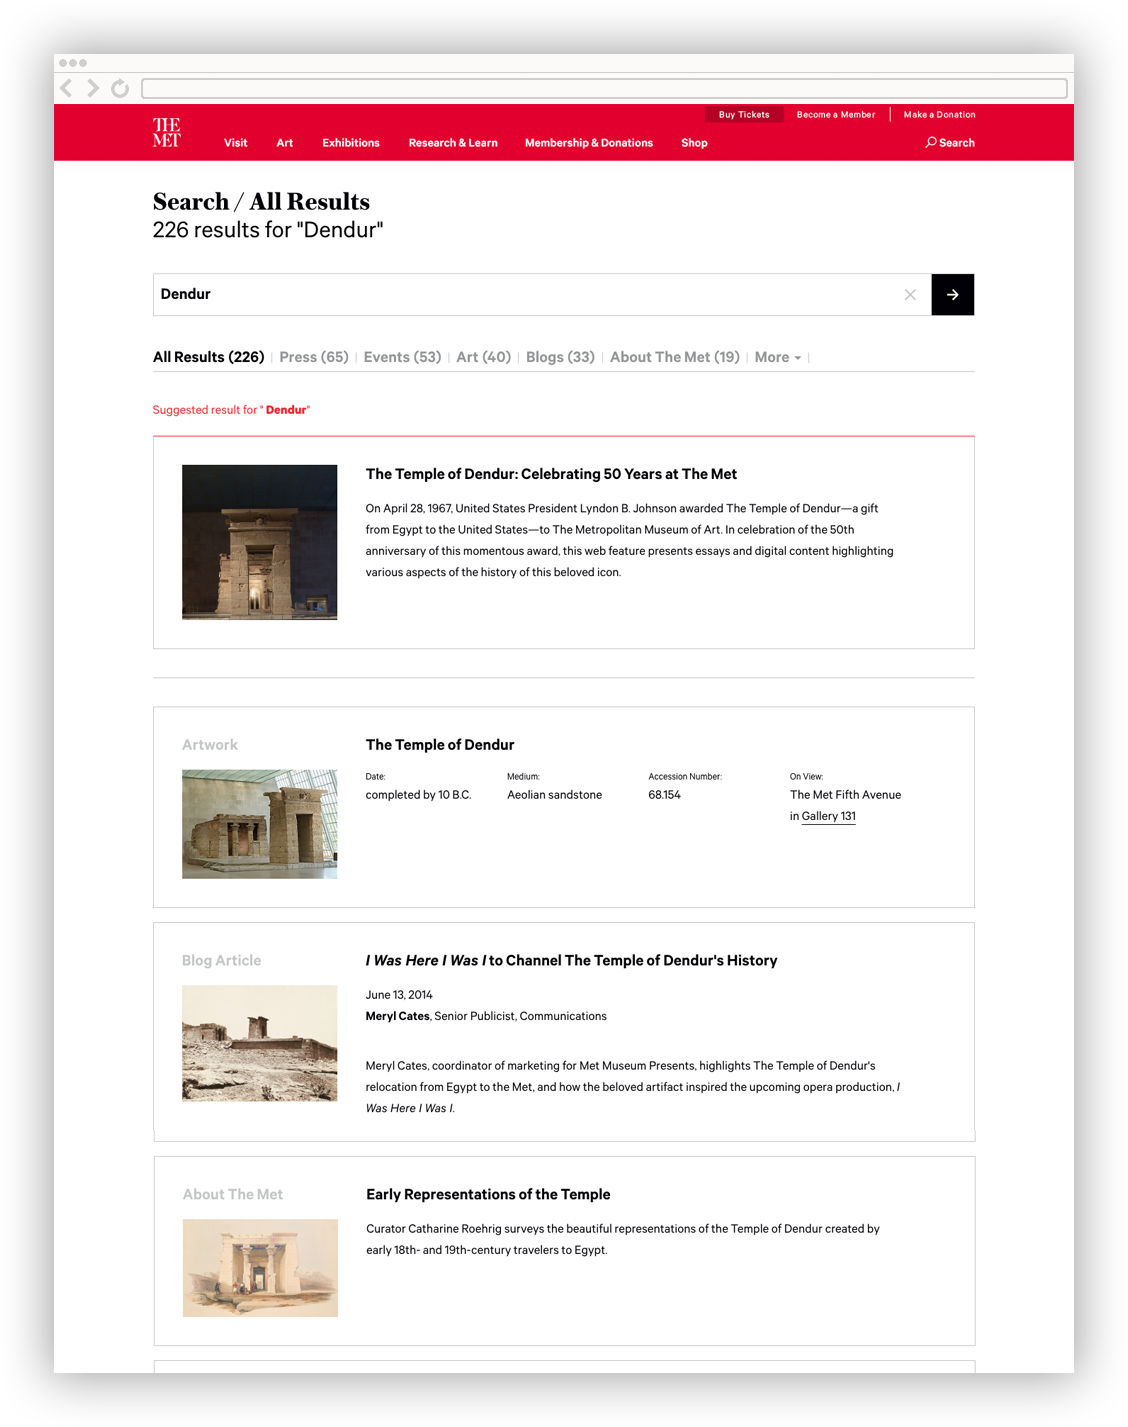 THE
MET
Buy Tickets
Become a Member
Make a Donation
Visit
Art
Exhibitions
Research & Learn
Membership & Donations
Shop
Search
Search / All Results
226 results for "Dendur"
Dendur
All Results (226)
Press (65)
Events (53)
Art (40)
Blogs (33)
About The Met (19)
More
Suggested result for " Dendur"
The Temple of Dendur: Celebrating 50 Years at The Met
On April 28, 1967, United States President Lyndon B. Johnson awarded The Temple of Dendur—a gift
from Egypt to the United States—to The Metropolitan Museum of Art. In celebration of the 50th
anniversary of this momentous award, this web feature presents essays and digital content highlighting
various aspects of the history of this beloved icon.
Artwork
The Temple of Dendur
Date:
completed by 10 B.C.
Medium:
Aeolian sandstone
Accession Number:
68.154
On View:
The Met Fifth Avenue
in Gallery 131
Blog Article
I Was Here I Was I to Channel The Temple of Dendur's History
June 13, 2014
Meryl Cates, Senior Publicist, Communications
Meryl Cates, coordinator of marketing for Met Museum Presents, highlights The Temple of Dendur's
relocation from Egypt to the Met, and how the beloved artifact inspired the upcoming opera production, I
Was Here I Was I.
About The Met
Early Representations of the Temple
Curator Catharine Roehrig surveys the beautiful representations of the Temple of Dendur created by
early 18th- and 19th-century travelers to Egypt.